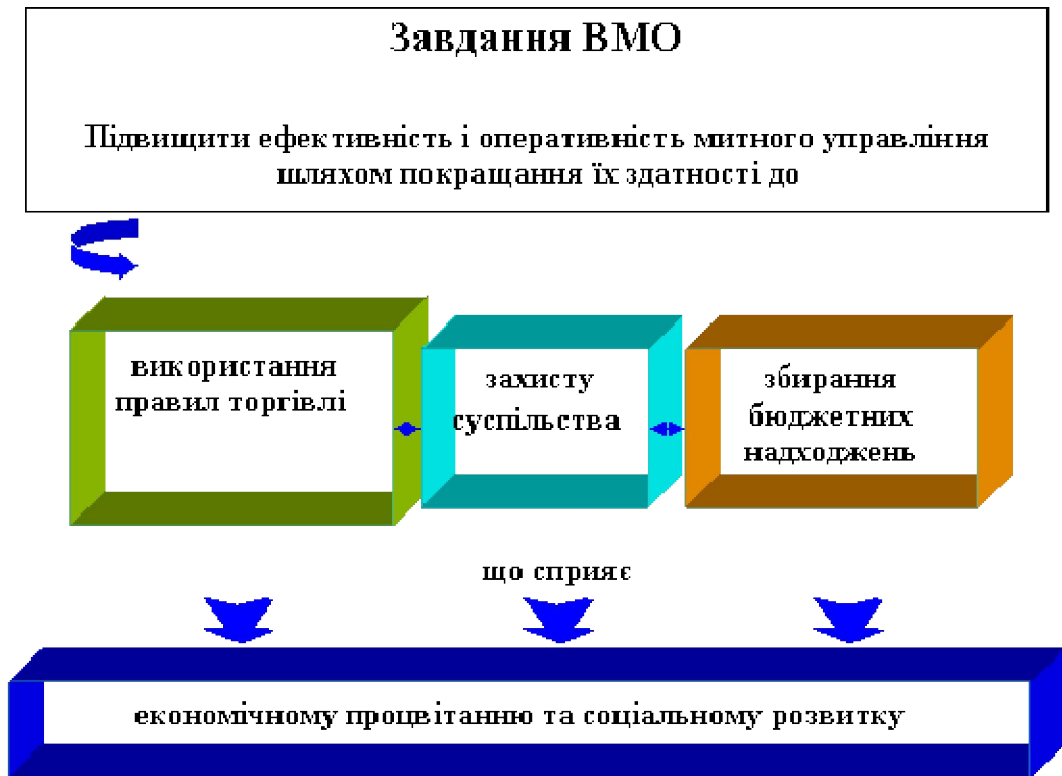 Завдання ВМО
Підвищити ефективність і оперативність митного управління
шляхом покращання їх здатності до
використання
правил торгівлі
захисту
суспільства
збирання
бюджетних
надходжень
що сприяє
економічному процвітанню та соціальному розвитку